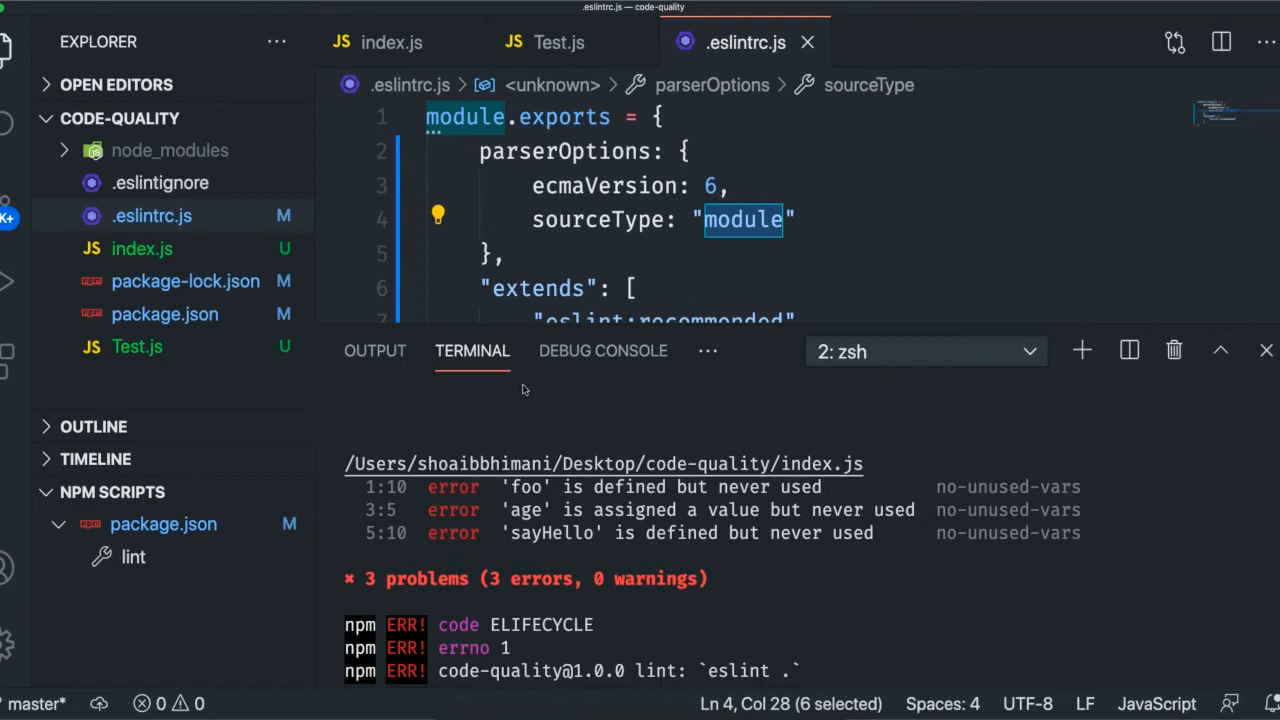 .eslintrc.js — code-quality
EXPLORER
OPEN EDITORS
CODE-QUALITY
node_modules
.eslintignore
.eslintrc.js M
JS index.js U
package-lock.json M
package.json M
JS Test.js U
OUTLINE
TIMELINE
NPM SCRIPTS
package.json M
lint
K+
JS index.js
JS Test.js
.eslintrc.js
.eslintrc.js > <unknown> > parserOptions > sourceType
1 module.exports = {
2 parserOptions: {
3 ecmaVersion: 6,
4 sourceType: "module"
5 },
6 "extends": [
7 "eslint:recommended"
OUTPUT TERMINAL DEBUG CONSOLE ··· 2: zsh
/Users/shoaibbhimani/Desktop/code-quality/index.js
1:10 error 'foo' is defined but never used no-unused-vars
3:5 error 'age' is assigned a value but never used no-unused-vars
5:10 error 'sayHello' is defined but never used no-unused-vars
✖ 3 problems (3 errors, 0 warnings)
npm ERR! code ELIFECYCLE
npm ERR! errno 1
npm ERR! code-quality@1.0.0 lint: `eslint .`
master* 0 0 Ln 4, Col 28 (6 selected) Spaces: 4 UTF-8 LF JavaScript